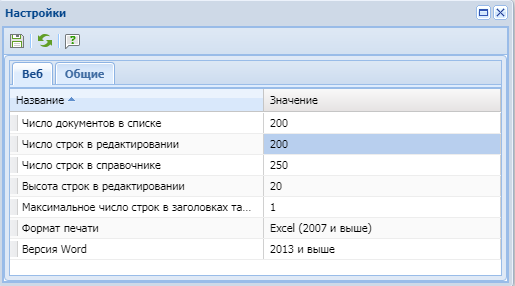 Настройки
?
Веб Общие
Название Значение
Число документов в списке 200
Число строк в редактировании 200
Число строк в справочнике 250
Высота строк в редактировании 20
Максимальное число строк в заголовках та... 1
Формат печати Excel (2007 и выше)
Версия Word 2013 и выше